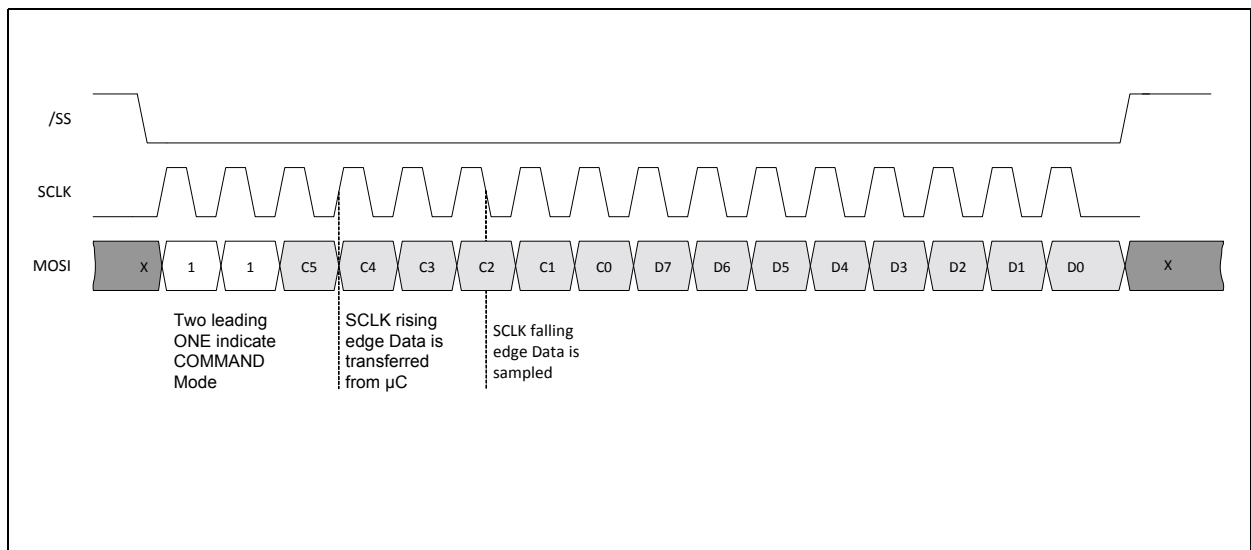 /SS
SCLK
MOSI X 1 1 C5 C4 C3 C2 C1 C0 D7 D6 D5 D4 D3 D2 D1 D0 X
Two leading
ONE indicate
COMMAND
Mode
SCLK rising
edge Data is
transferred
from µC
SCLK falling
edge Data is
sampled